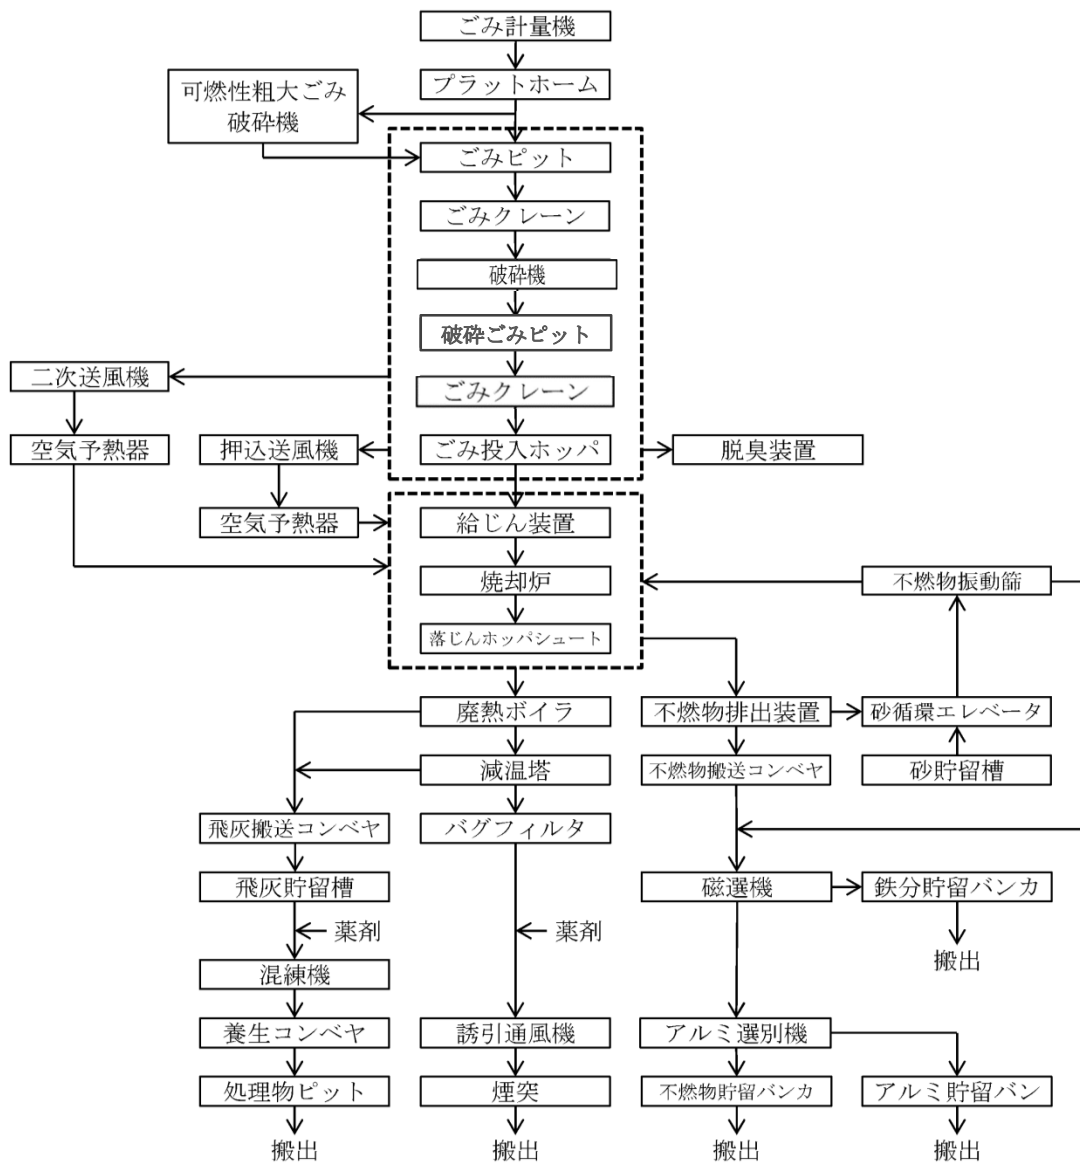 ごみ計量機
プラットホーム
可燃性粗大ごみ
破砕機
ごみピット
ごみクレーン
破砕機
破砕ごみピット
二次送風機
ごみクレーン
空気予熱器
押込送風機
ごみ投入ホッパ
脱臭装置
空気予熱器
給じん装置
焼却炉
不燃物振動篩
落じんホッパシュート
廃熱ボイラ
不燃物排出装置
砂循環エレベータ
減温塔
不燃物搬送コンベヤ
砂貯留槽
飛灰搬送コンベヤ
バグフィルタ
飛灰貯留槽
磁選機
鉄分貯留バンカ
薬剤
薬剤
搬出
混練機
養生コンベヤ
誘引通風機
アルミ選別機
処理物ピット
煙突
不燃物貯留バンカ
アルミ貯留バン
搬出
搬出
搬出
搬出